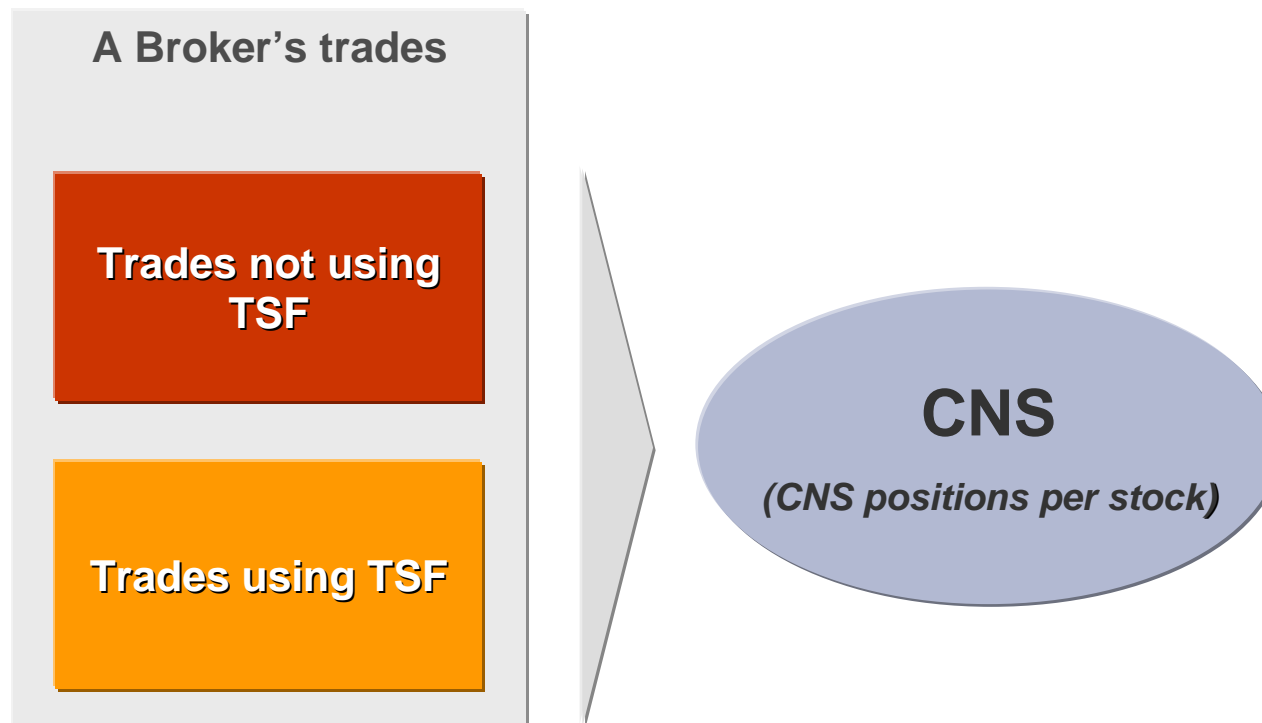 A Broker’s trades
Trades not using
TSF
Trades using TSF
CNS
(CNS positions per stock)